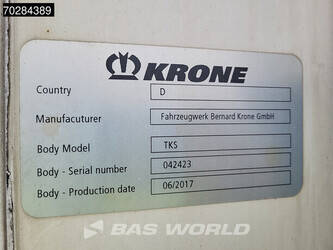 70284389
KRONE
Country D
Manufacuturer Fahrzeugwerk Bernard Krone GmbH
Body Model TKS
Body - Serial number 042423
Body - Production date 06/2017
BAS WORLD